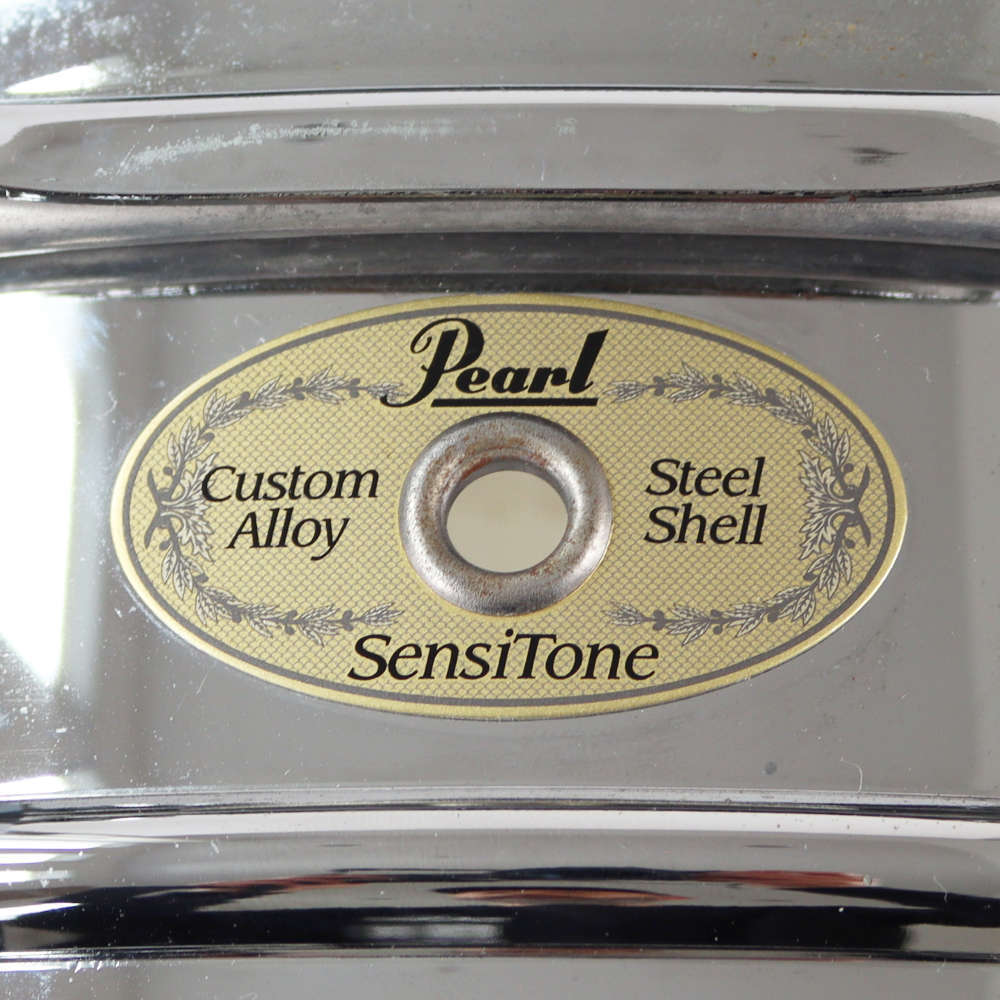 Pearl
Custom Alloy
Steel Shell
SensiTone